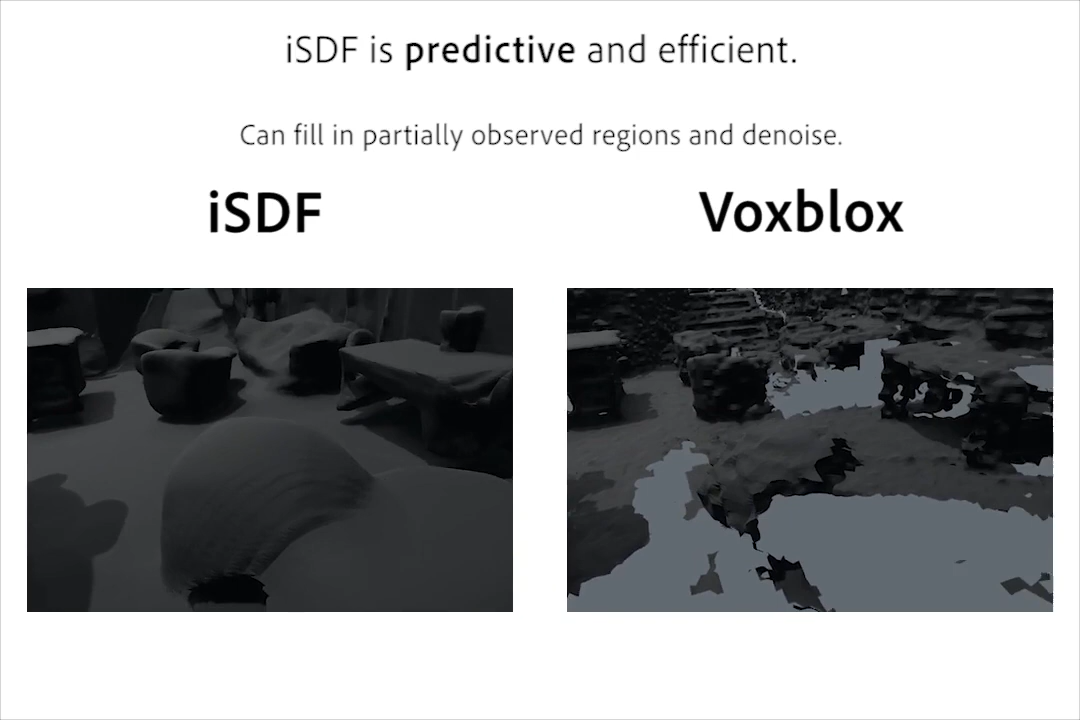 iSDF is predictive and efficient.
Can fill in partially observed regions and denoise.
iSDF
Voxblox